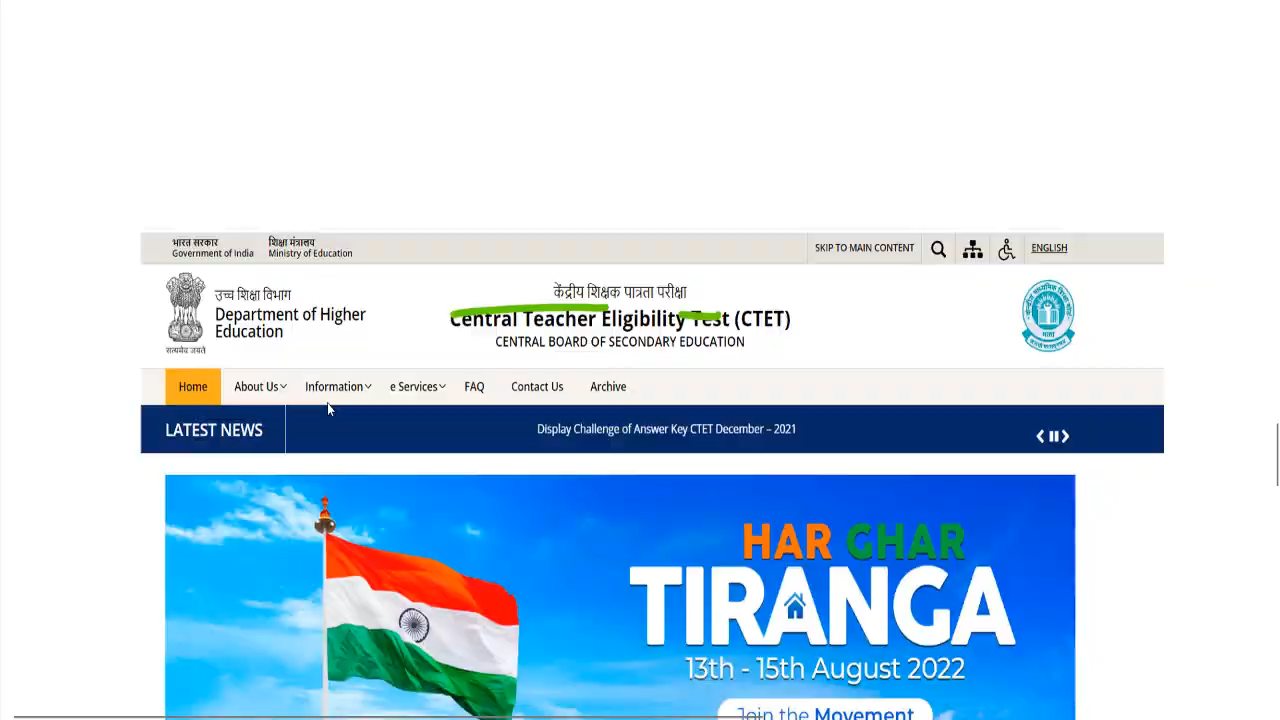 भारत सरकार
Government of India
शिक्षा मंत्रालय
Ministry of Education
SKIP TO MAIN CONTENT
ENGLISH
उच्च शिक्षा विभाग
Department of Higher
Education
सत्यमेव जयते
केंद्रीय शिक्षक पात्रता परीक्षा
Central Teacher Eligibility Test (CTET)
CENTRAL BOARD OF SECONDARY EDUCATION
Home
About Us
Information
e Services
FAQ
Contact Us
Archive
LATEST NEWS
Display Challenge of Answer Key CTET December – 2021
HAR GHAR
TIRANGA
13th - 15th August 2022
Join the Movement